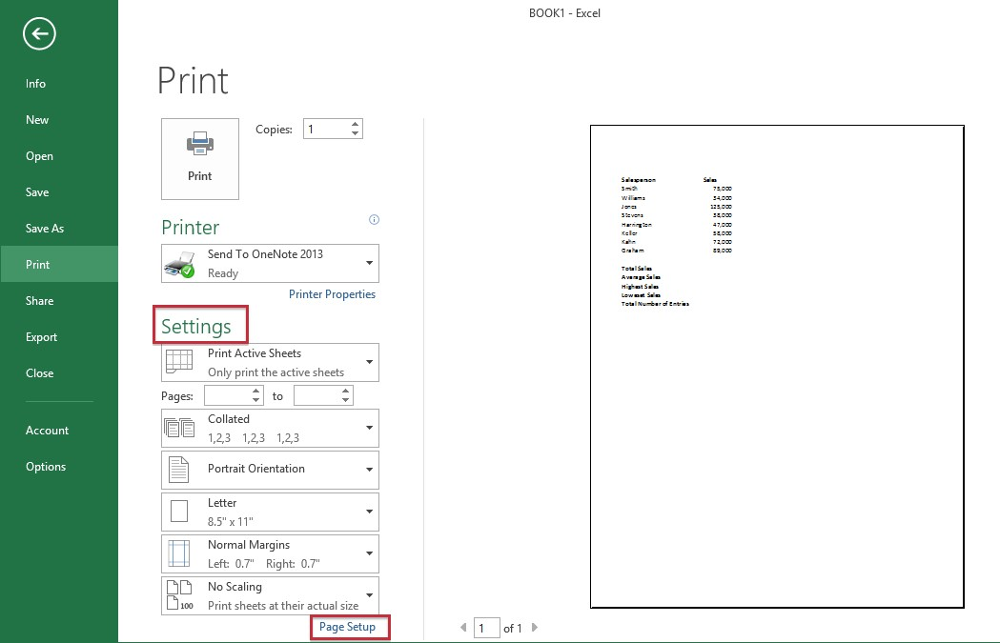 BOOK1 - Excel
Info
New
Open
Save
Save As
Print
Share
Export
Close
Account
Options
Print
Print
Copies: 1
Printer
Send To OneNote 2013
Ready
Printer Properties
Settings
Print Active Sheets
Only print the active sheets
Pages: to
Collated
1,2,3 1,2,3 1,2,3
Portrait Orientation
Letter
8.5" x 11"
Normal Margins
Left: 0.7" Right: 0.7"
100
No Scaling
Print sheets at their actual size
Page Setup
Salesperson Sales
Smith 75,000
Williams 34,000
Jones 125,000
Stevens 38,000
Harrington 47,000
Keller 58,000
Kahn 72,000
Graham 89,000
Total Sales
Average Sales
Highest Sales
Lowest Sales
Total Number of Entries
1 of 1